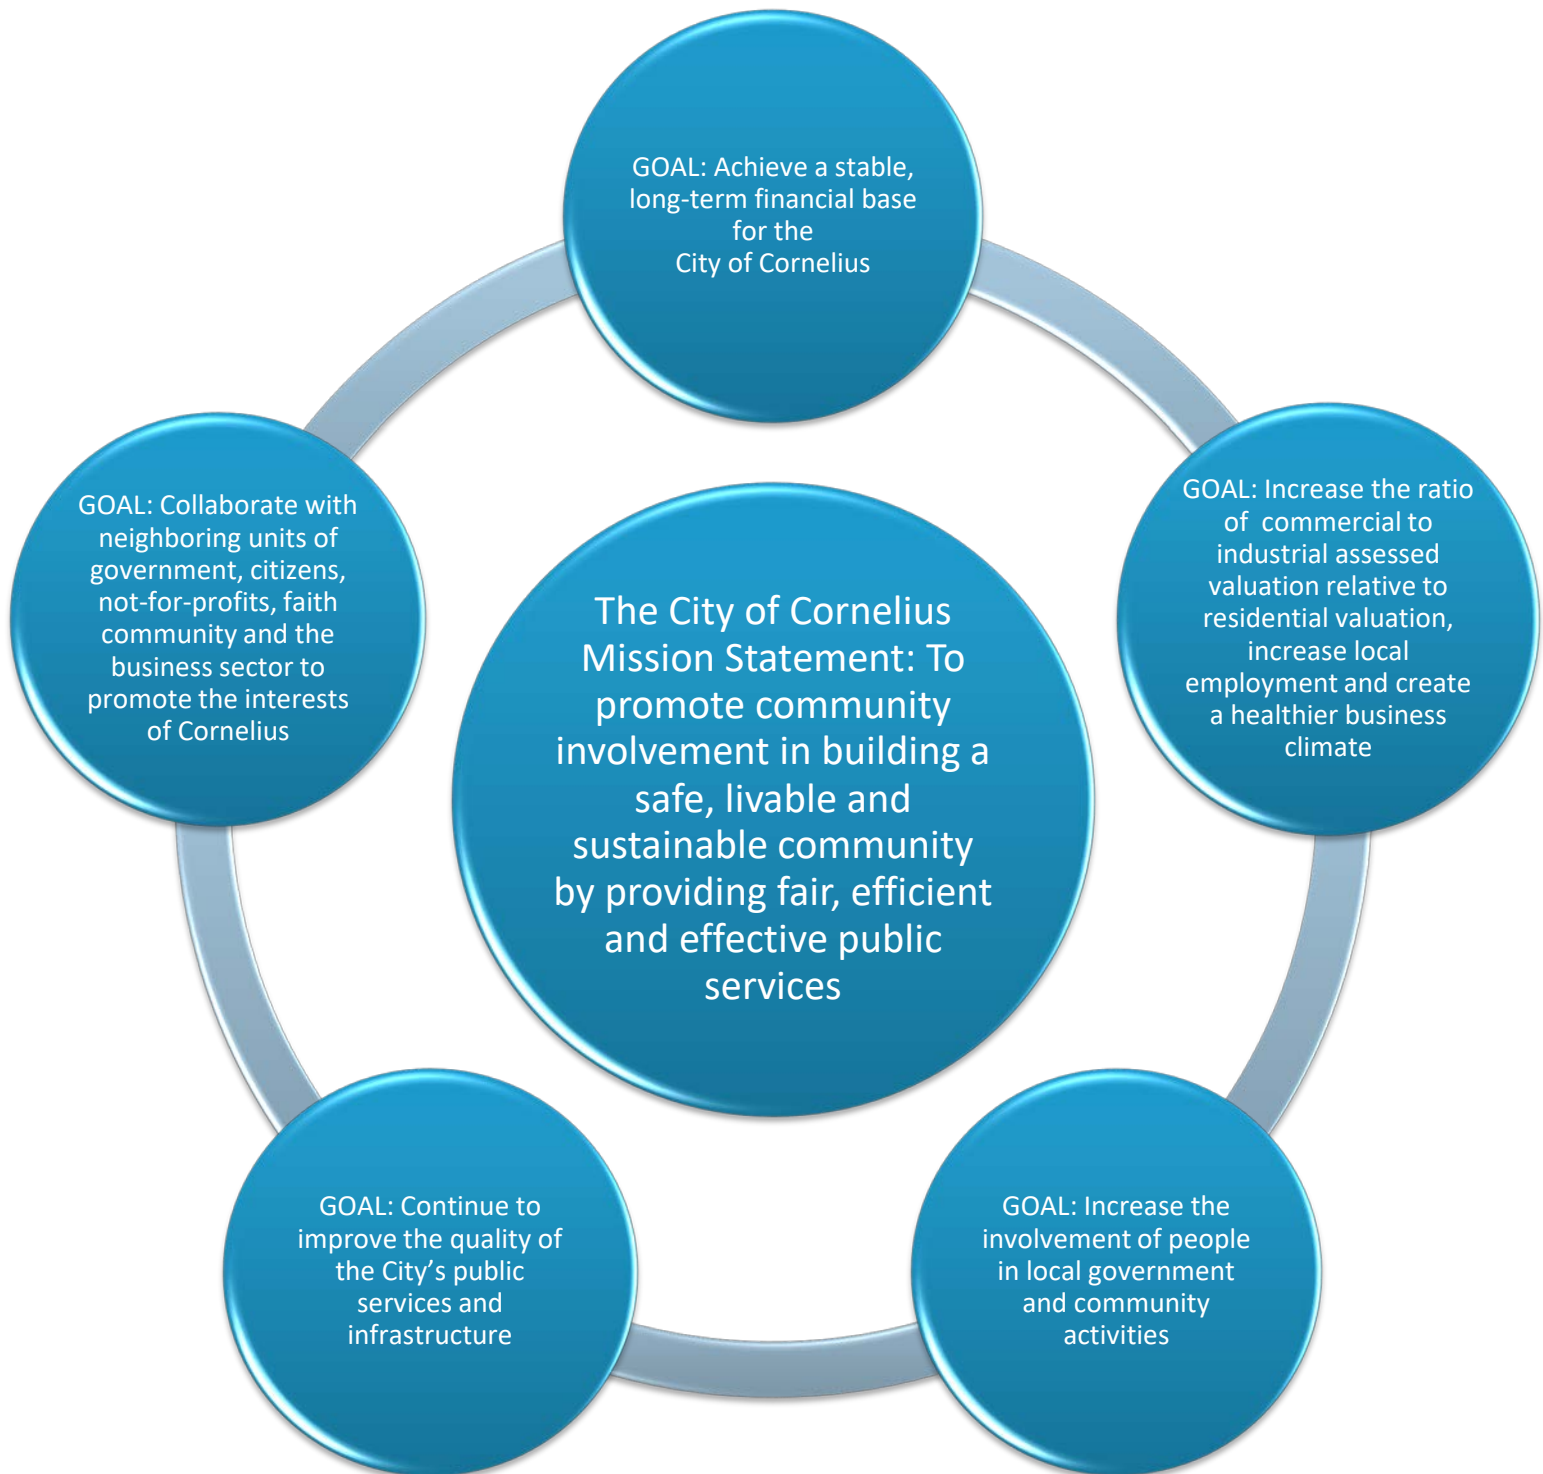 GOAL: Achieve a stable,
long-term financial base
for the
City of Cornelius
GOAL: Increase the ratio
of commercial to
industrial assessed
valuation relative to
residential valuation,
increase local
employment and create
a healthier business
climate
GOAL: Increase the
involvement of people
in local government
and community
activities
GOAL: Continue to
improve the quality of
the City’s public
services and
infrastructure
GOAL: Collaborate with
neighboring units of
government, citizens,
not-for-profits, faith
community and the
business sector to
promote the interests
of Cornelius
The City of Cornelius
Mission Statement: To
promote community
involvement in building a
safe, livable and
sustainable community
by providing fair, efficient
and effective public
services